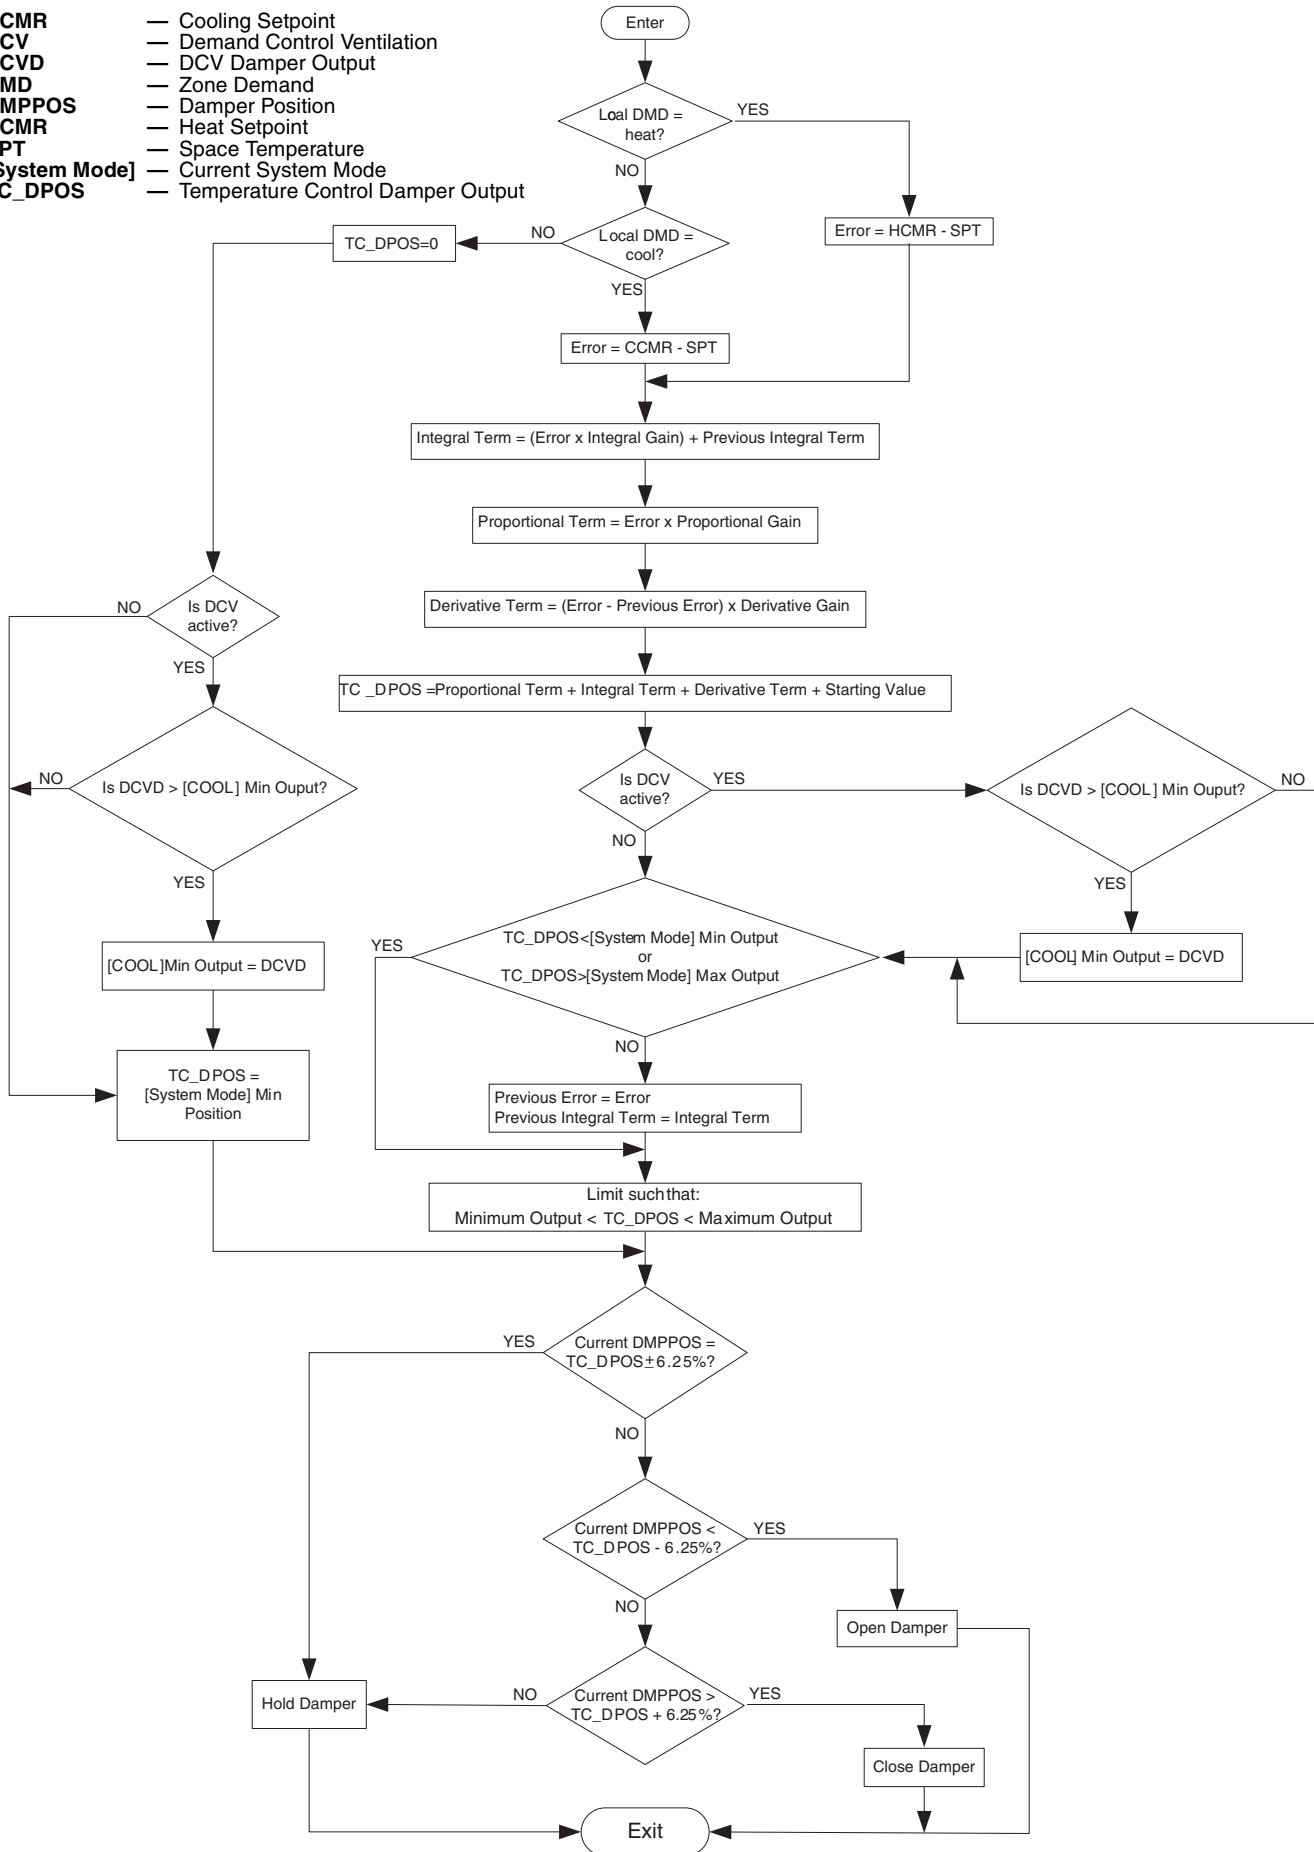 CMR — Cooling Setpoint
CV — Demand Control Ventilation
CVD — DCV Damper Output
MD — Zone Demand
MPPOS — Damper Position
CMR — Heat Setpoint
PT — Space Temperature
System Mode] — Current System Mode
C_DPOS — Temperature Control Damper Output
Enter
Loal DMD =
heat?
YES
NO
Error = HCMR - SPT
Local DMD =
cool?
NO
TC_DPOS=0
YES
Error = CCMR - SPT
Integral Term = (Error x Integral Gain) + Previous Integral Term
Proportional Term = Error x Proportional Gain
Derivative Term = (Error - Previous Error) x Derivative Gain
TC _DPOS =Proportional Term + Integral Term + Derivative Term + Starting Value
NO
Is DCV
active?
YES
NO
Is DCVD > [COOL] Min Ouput?
YES
[COOL]Min Output = DCVD
TC_DPOS =
[System Mode] Min
Position
Is DCV
active?
YES
NO
Is DCVD > [COOL] Min Ouput?
NO
YES
[COOL] Min Output = DCVD
YES
TC_DPOS<[System Mode] Min Output
or
TC_DPOS>[System Mode] Max Output
NO
Previous Error = Error
Previous Integral Term = Integral Term
Limit such that:
Minimum Output < TC_DPOS < Maximum Output
YES
Current DMPPOS =
TC_DPOS±6.25%?
NO
Current DMPPOS <
TC_DPOS - 6.25%?
YES
NO
Open Damper
Hold Damper
NO
Current DMPPOS >
TC_DPOS + 6.25%?
YES
Close Damper
Exit